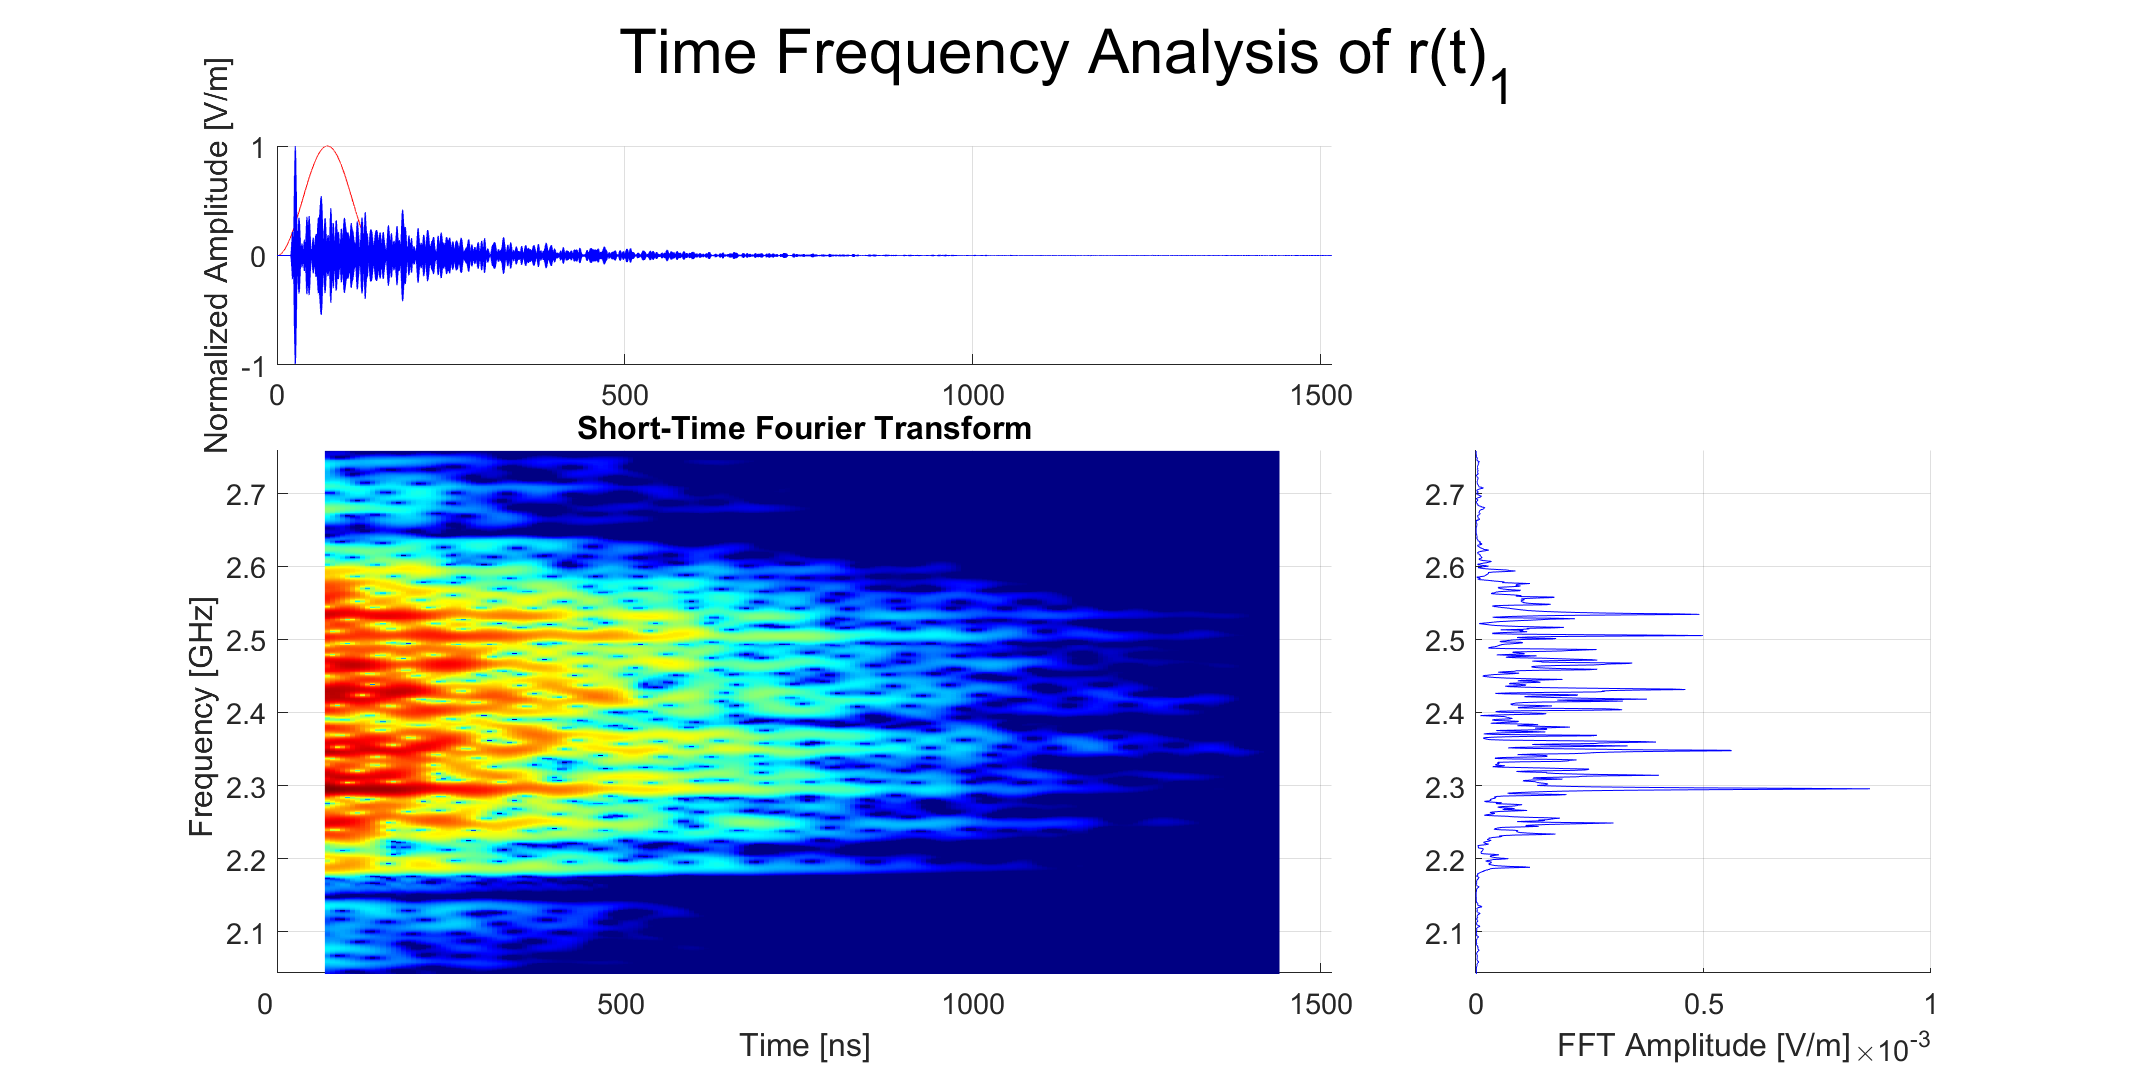 Time Frequency Analysis of r(t)1
Normalized Amplitude [V/m]
1
0
-1
0 500 1000 1500
Short-Time Fourier Transform
Frequency [GHz]
2.7
2.6
2.5
2.4
2.3
2.2
2.1
0 500 1000 1500
Time [ns]
2.7
2.6
2.5
2.4
2.3
2.2
2.1
0 0.5 1
FFT Amplitude [V/m] ×10-3